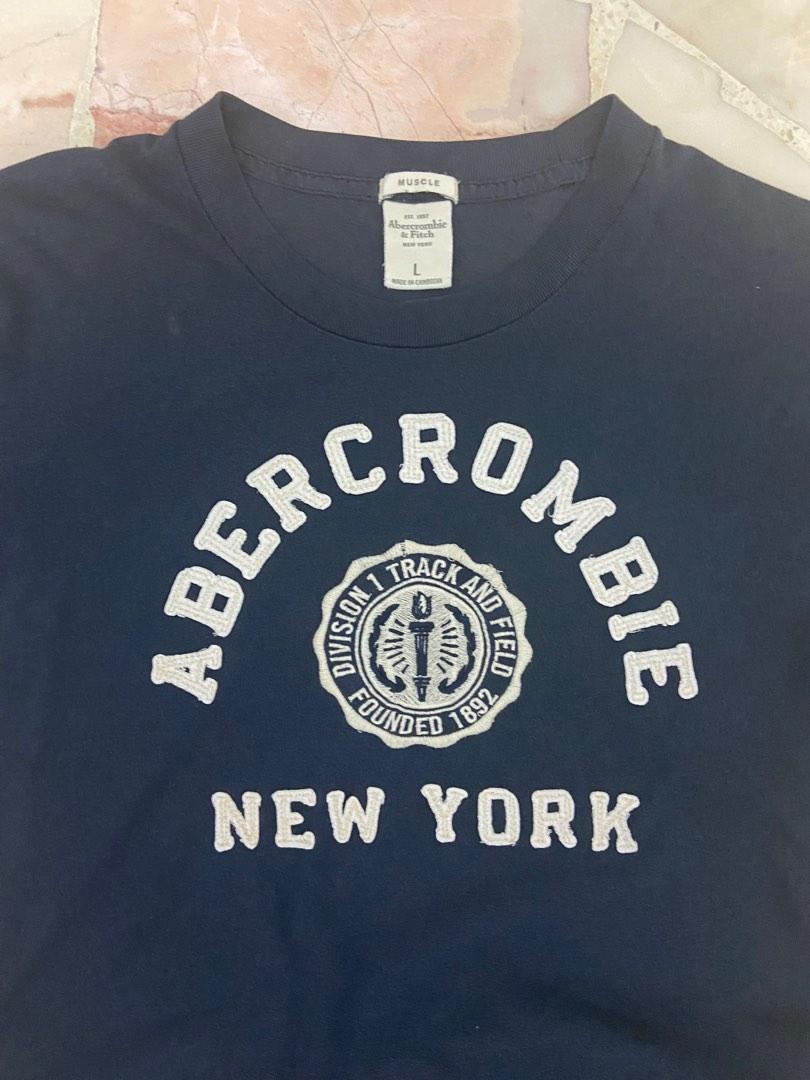 MUSCLE
EST. 1892
Abercrombie
& Fitch
NEW YORK
L
MADE IN CAMBODIA
ABERCROMBIE
DIVISION 1 TRACK AND FIELD
FOUNDED 1892
NEW YORK